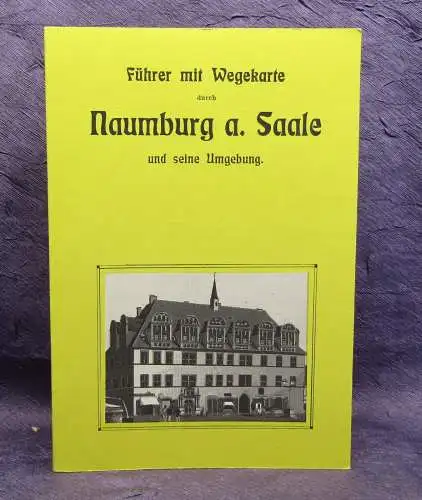 Führer mit Wegekarte
durch
Naumburg a. Saale
und seine Umgebung.